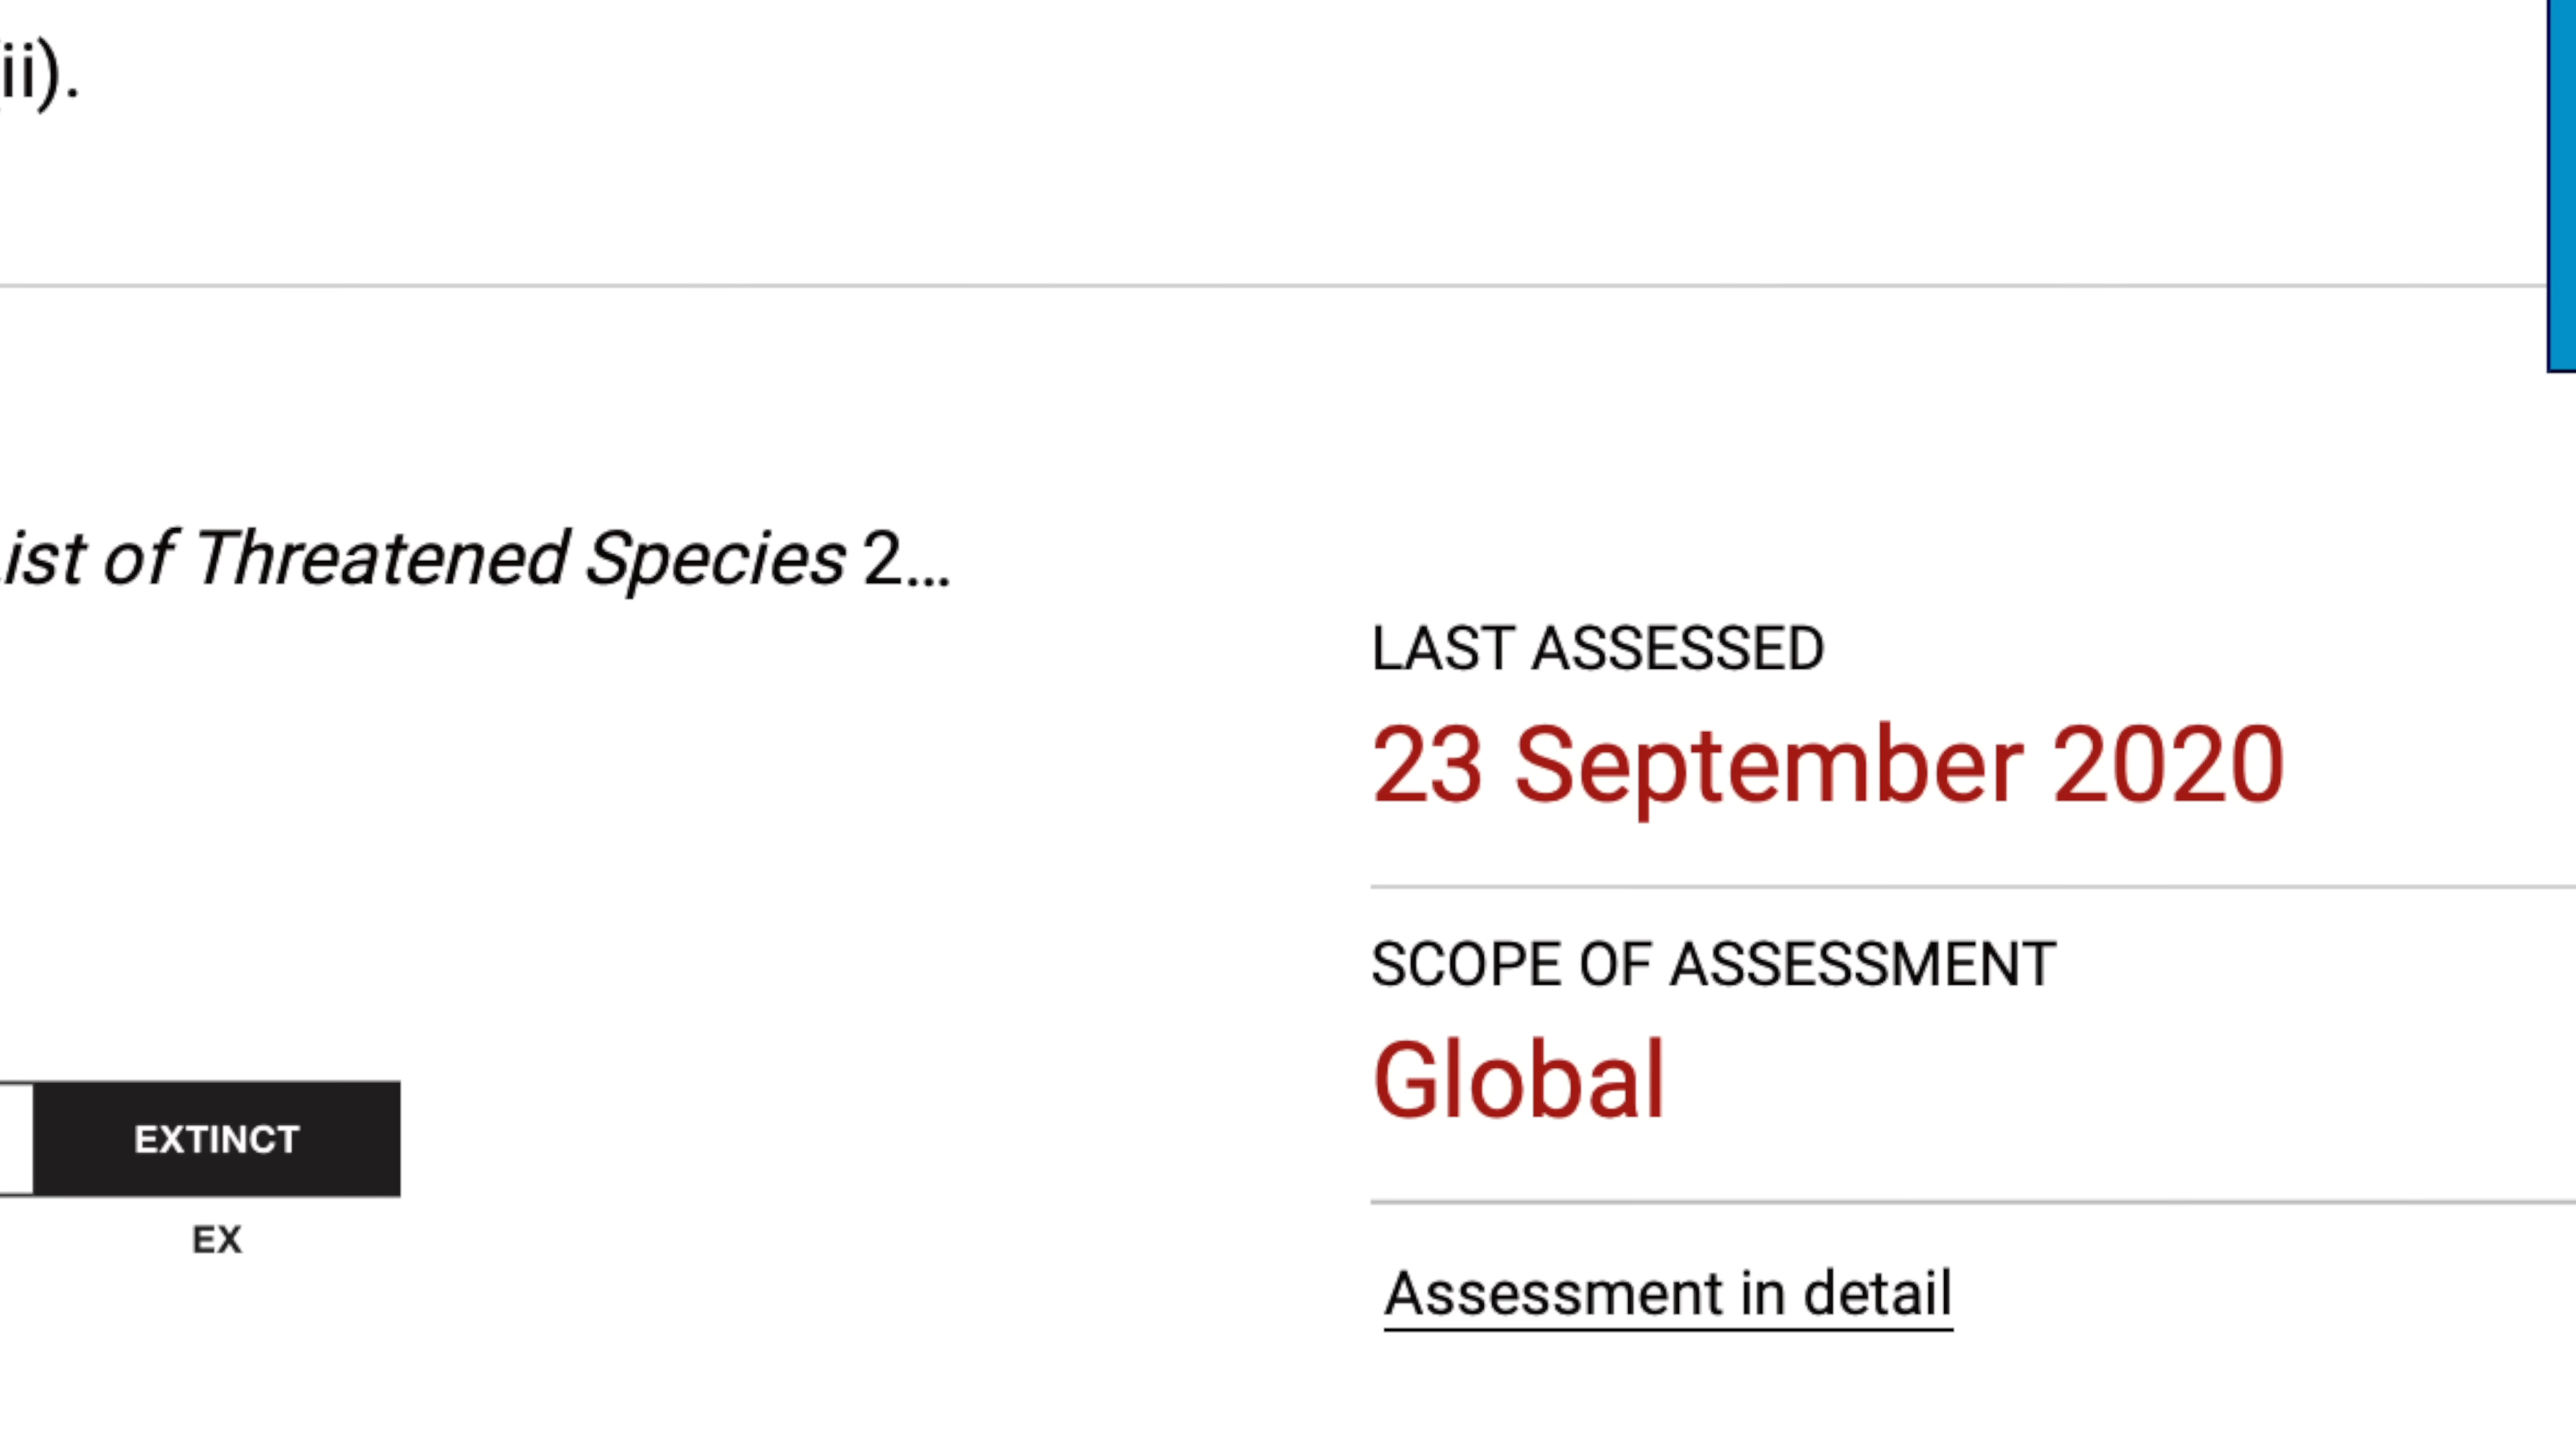 ii).
ist of Threatened Species 2...
LAST ASSESSED
23 September 2020
SCOPE OF ASSESSMENT
Global
EXTINCT
EX
Assessment in detail